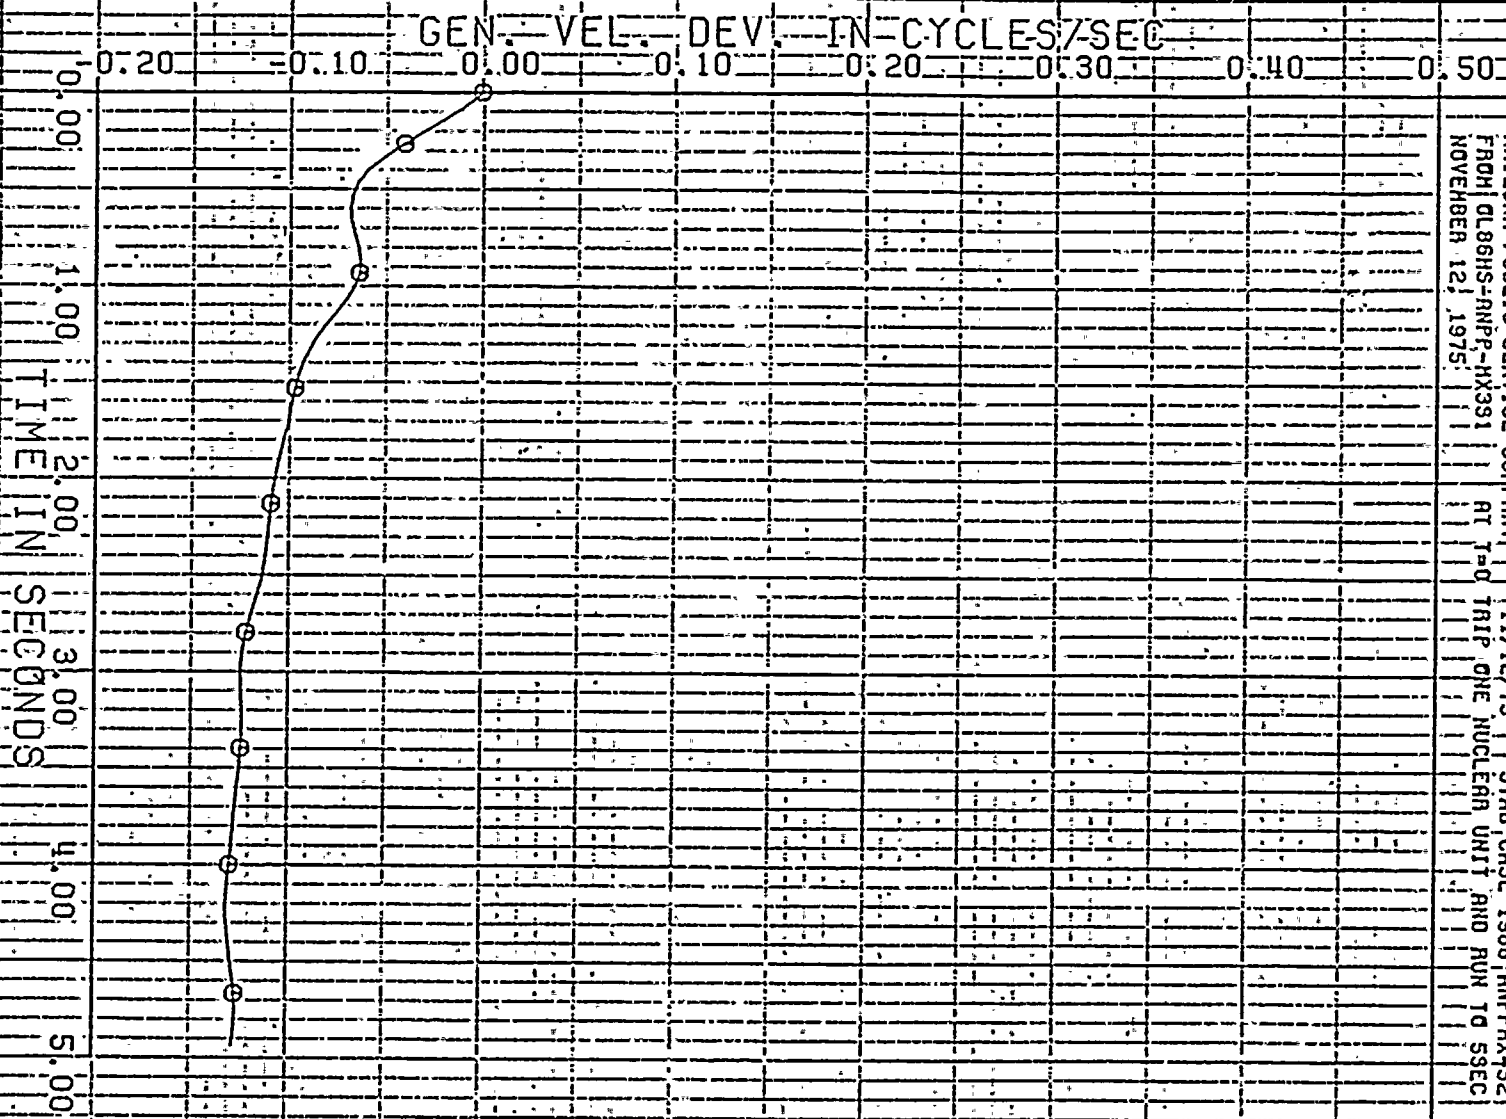 GEN. VEL. DEV. IN CYCLES/SEC
-0.20 -0.10 0.00 0.10 0.20 0.30 0.40 0.50
0.00
1.00
2.00
3.00
4.00
5.00
TIME IN SECONDS
FROM OL86HS-ANPP-MX391 AT T=0 TRIP ONE NUCLEAR UNIT AND RUN TO 5SEC
NOVEMBER 12, 1975